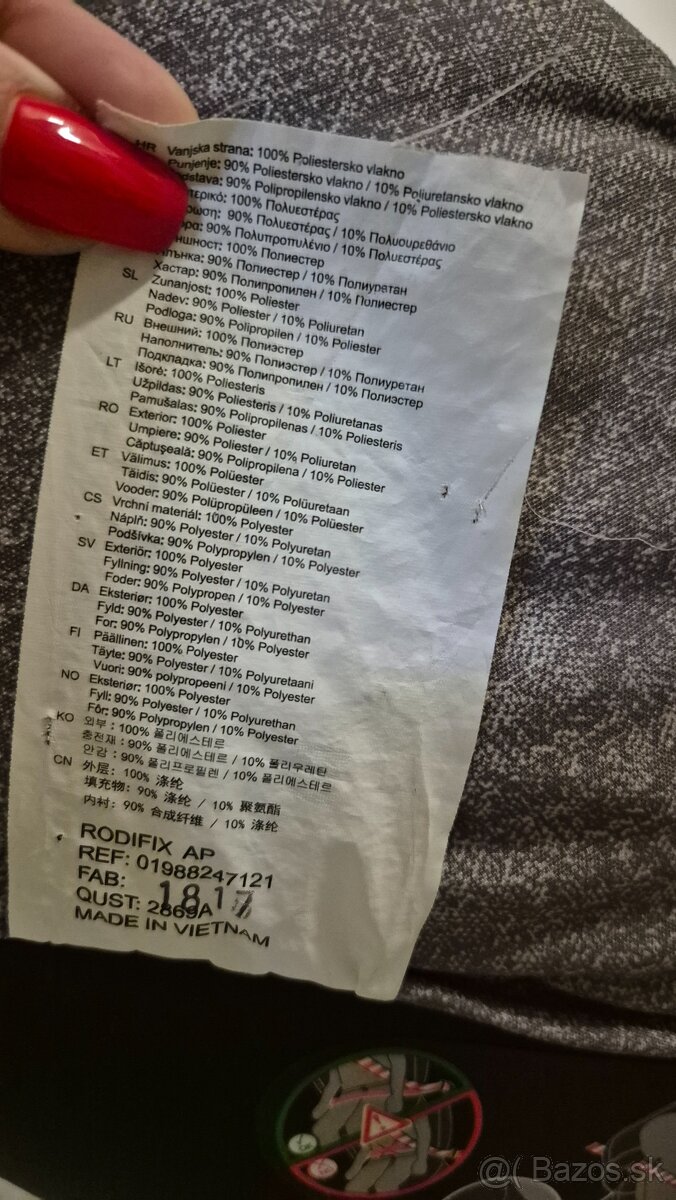 HR Vanjska strana: 100% Poliestersko vlakno
Punjenje: 90% Poliestersko vlakno / 10% Poliuretansko vlakno
90% Polipropilensko vlakno / 10% Poliestersko vlakno
100% Πολυεστέρας
90% Πολυεστέρας / 10% Πολυουρεθάνιο
90% Πολυπροπυλένιο / 10% Πολυεστέρας
100% Полиестер
90% Полиестер / 10% Полиуретан
Хастар: 90% Полипропилен / 10% Полиестер
SL Zunanjost: 100% Poliester
Nadev: 90% Poliester / 10% Poliuretan
Podloga: 90% Polipropilen / 10% Poliester
RU Внешний: 100% Полиэстер
Наполнитель: 90% Полиэстер / 10% Полиуретан
Подкладка: 90% Полипропилен / 10% Полиэстер
LT Išorė: 100% Poliesteris
Užpildas: 90% Poliesteris / 10% Poliuretanas
Pamušalas: 90% Polipropilenas / 10% Poliesteris
RO Exterior: 100% Poliester
Umpiere: 90% Poliester / 10% Poliuretan
Căptuşeală: 90% Polipropilena / 10% Poliester
ET Välimus: 100% Polüester
Täidis: 90% Polüester / 10% Polüuretaan
Vooder: 90% Polüpropüleen / 10% Polüester
CS Vrchni materiál: 100% Polyester
Náplň: 90% Polyester / 10% Polyuretan
Podšívka: 90% Polypropylen / 10% Polyester
SV Exteriör: 100% Polyester
Fyllning: 90% Polyester / 10% Polyuretan
Foder: 90% Polypropen / 10% Polyester
DA Eksteriør: 100% Polyester
Fyld: 90% Polyester / 10% Polyurethan
For: 90% Polypropylen / 10% Polyester
FI Päällinen: 100% Polyester
Täyte: 90% Polyester / 10% Polyuretaani
Vuori: 90% polypropeeni / 10% Polyester
NO Eksteriør: 100% Polyester
Fyll: 90% Polyester / 10% Polyurethan
Fôr: 90% Polypropylen / 10% Polyester
KO 외부 : 100% 폴리에스테르
충전재 : 90% 폴리에스테르 / 10% 폴리우레탄
안감 : 90% 폴리프로필렌 / 10% 폴리에스테르
CN 外层: 100% 涤纶
填充物: 90% 涤纶 / 10% 聚氨酯
内衬: 90% 合成纤维 / 10% 涤纶
RODIFIX AP
REF: 01988247121
FAB: 1817
QUST: 2869A
MADE IN VIETNAM
@( Bazos.sk